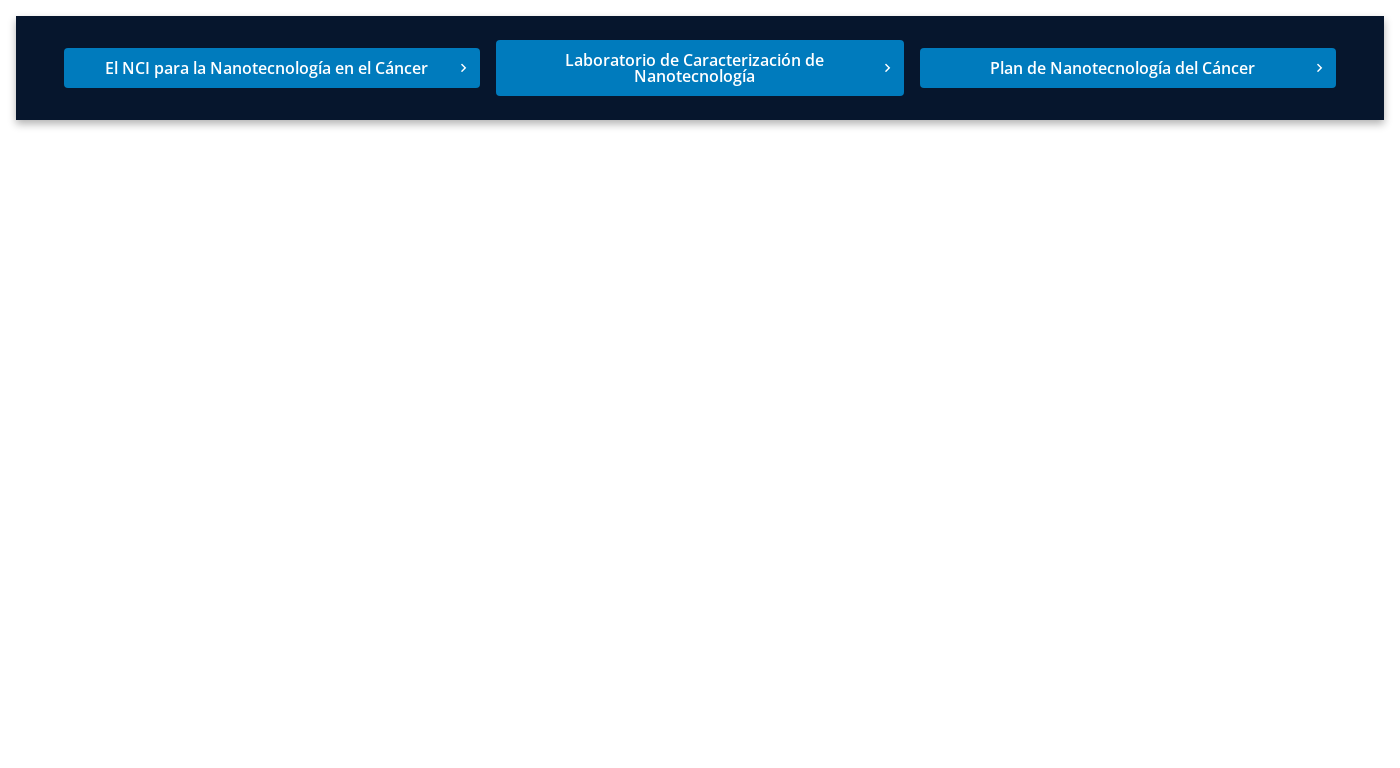 El NCI para la Nanotecnología en el Cáncer
Laboratorio de Caracterización de
Nanotecnología
Plan de Nanotecnología del Cáncer